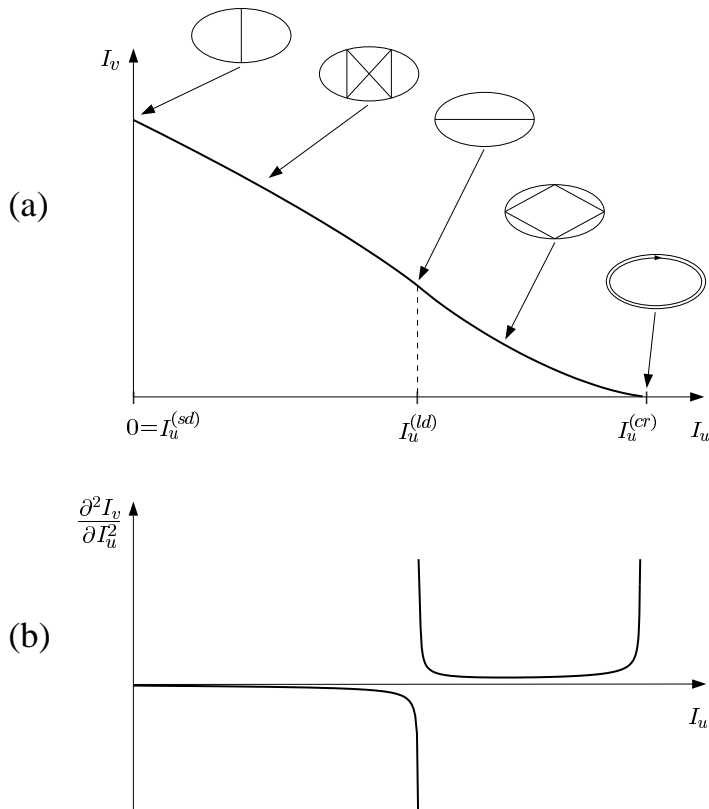 I_v
(a)
0=I_u^{(sd)} I_u^{(ld)} I_u^{(cr)} I_u
∂²I_v
∂I_u²
(b)
I_u